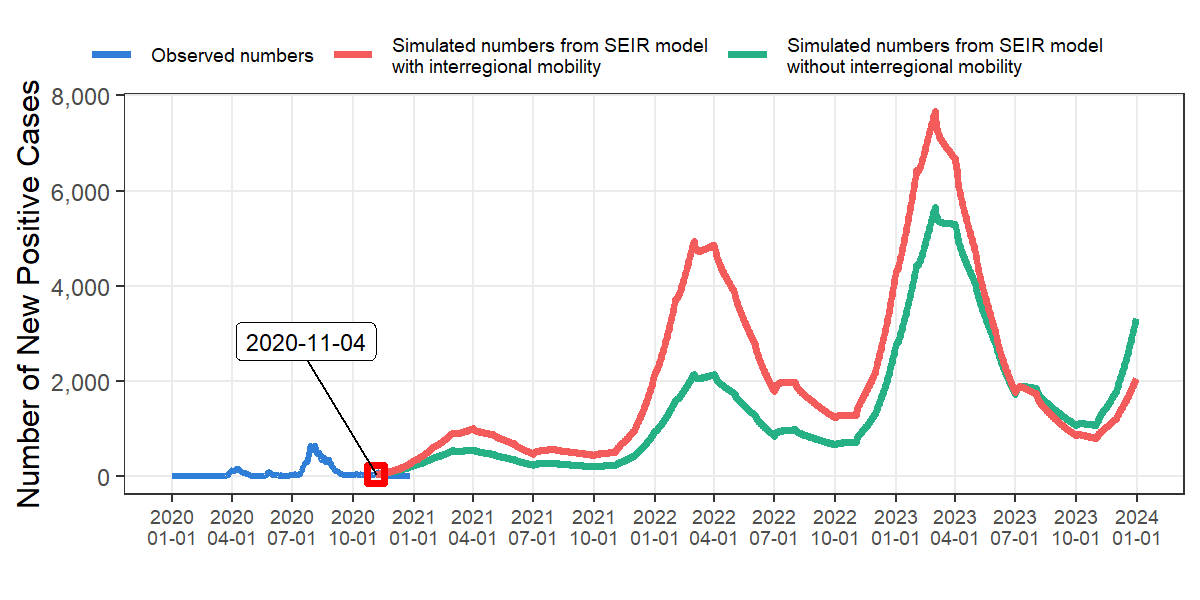 Observed numbers
Simulated numbers from SEIR model
with interregional mobility
Simulated numbers from SEIR model
without interregional mobility
Number of New Positive Cases
8,000
6,000
4,000
2,000
0
2020-11-04
2020 2020 2020 2020 2021 2021 2021 2021 2022 2022 2022 2022 2023 2023 2023 2023 2024
01-01 04-01 07-01 10-01 01-01 04-01 07-01 10-01 01-01 04-01 07-01 10-01 01-01 04-01 07-01 10-01 01-01